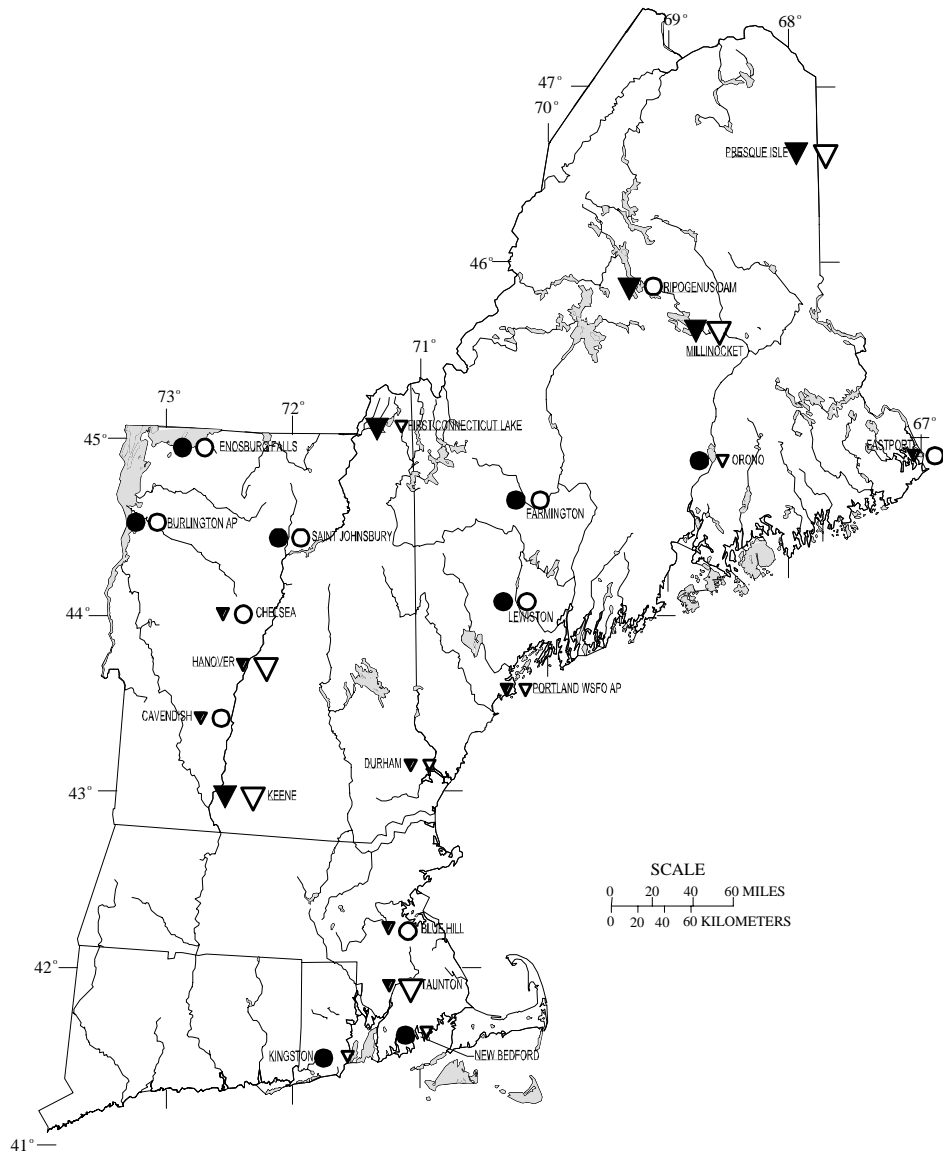 69°
68°
47°
70°
PRESQUE ISLE
46°
RIPOGENUS DAM
MILLINOCKET
71°
73°
72°
FIRST CONNECTICUT LAKE
67°
45°
ENOSBURG FALLS
EASTPORT
ORONO
FARMINGTON
BURLINGTON AP
SAINT JOHNSBURY
44°
CHELSEA
LEWISTON
HANOVER
PORTLAND WSFO AP
CAVENDISH
DURHAM
43°
KEENE
SCALE
0 20 40 60 MILES
0 20 40 60 KILOMETERS
BLUE HILL
42°
TAUNTON
KINGSTON
NEW BEDFORD
41°